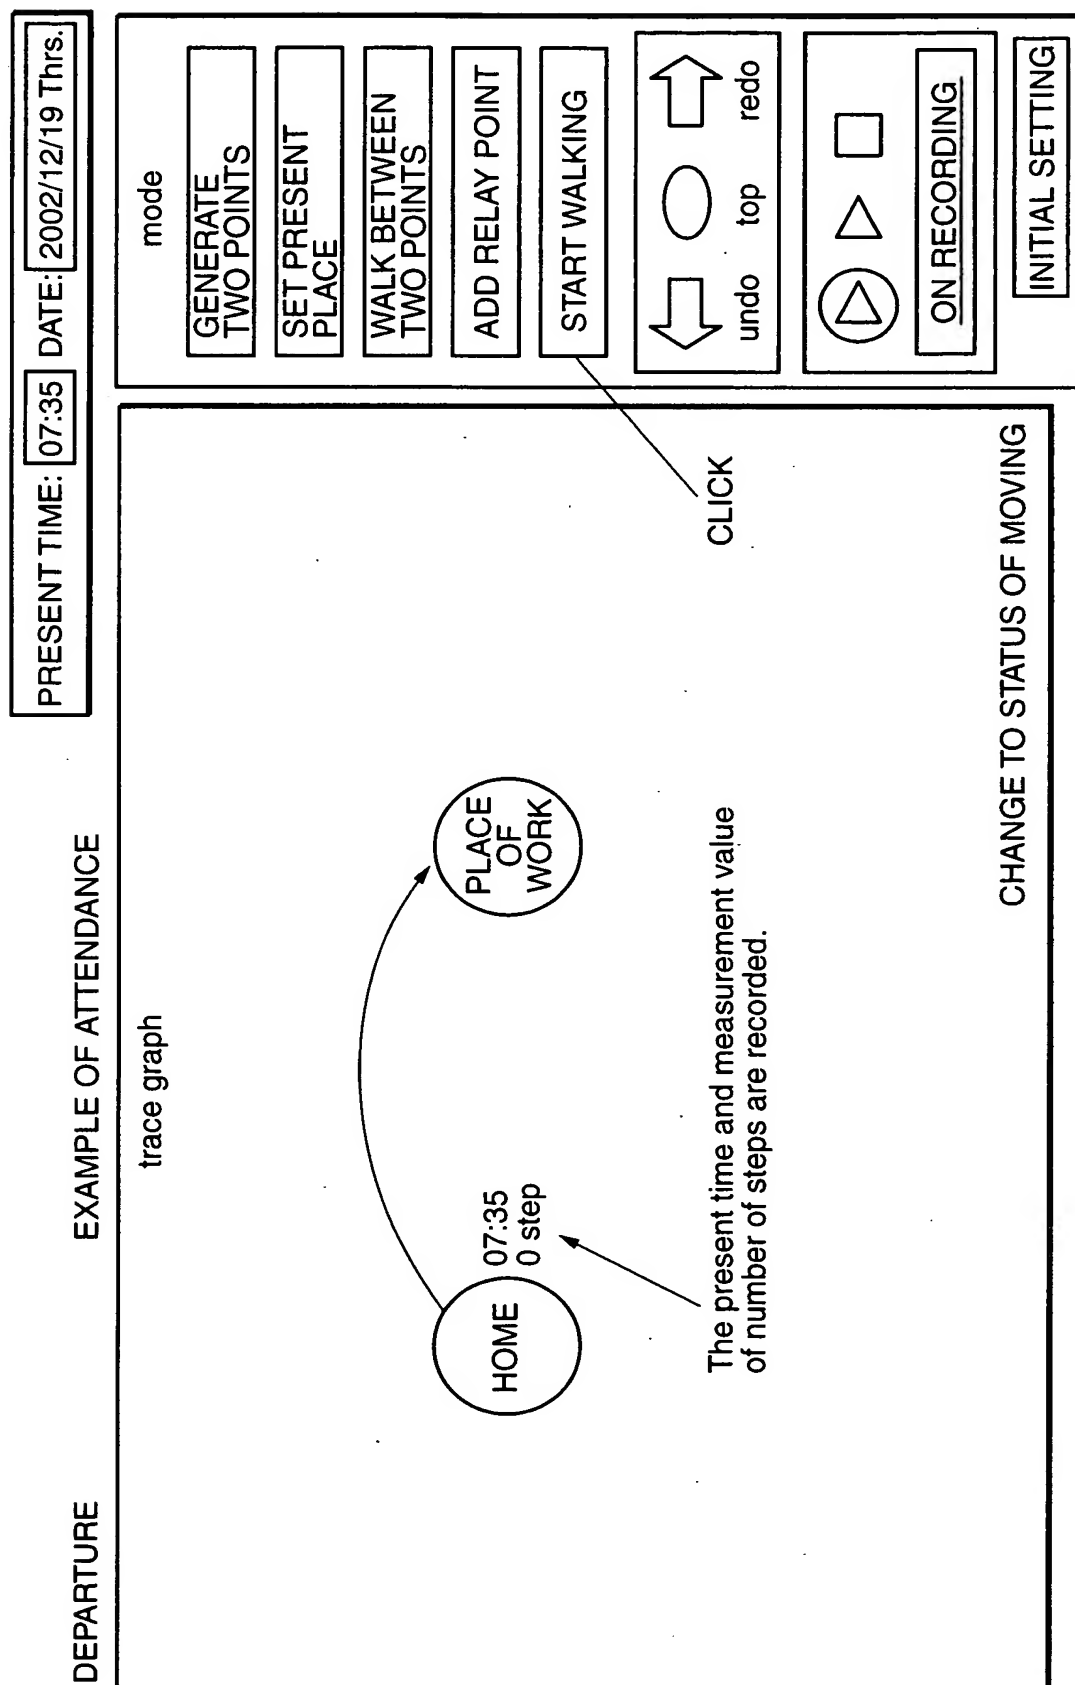 DEPARTURE
EXAMPLE OF ATTENDANCE
PRESENT TIME: 07:35 DATE: 2002/12/19 Thrs.
trace graph
HOME
07:35
0 step
PLACE
OF
WORK
The present time and measurement value
of number of steps are recorded.
CLICK
CHANGE TO STATUS OF MOVING
mode
GENERATE
TWO POINTS
SET PRESENT
PLACE
WALK BETWEEN
TWO POINTS
ADD RELAY POINT
START WALKING
undo top redo
ON RECORDING
INITIAL SETTING